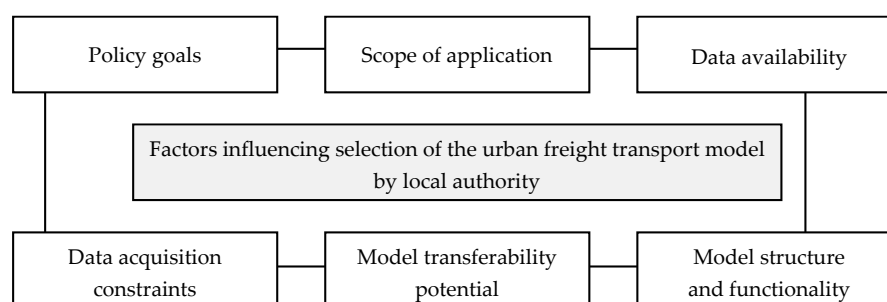 Policy goals
Scope of application
Data availability
Factors influencing selection of the urban freight transport model
by local authority
Data acquisition
constraints
Model transferability
potential
Model structure
and functionality